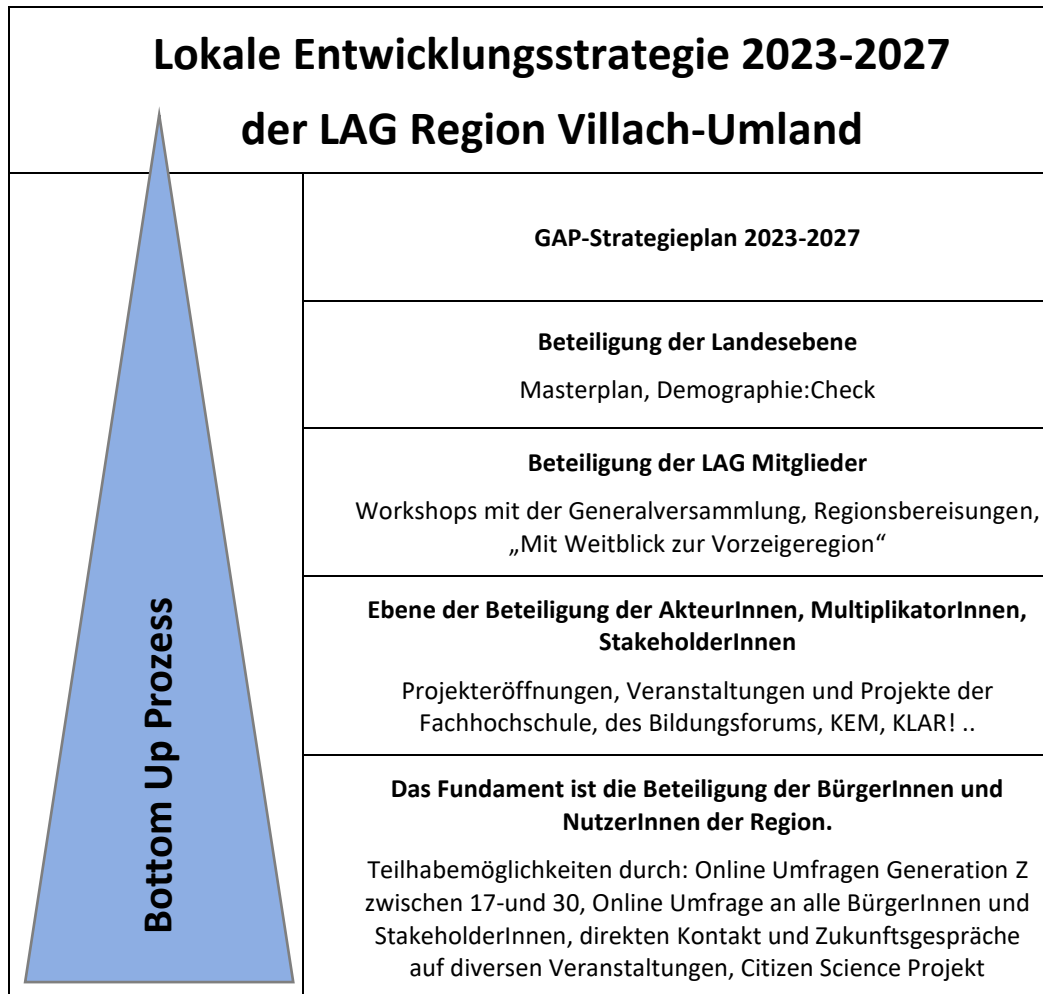 Lokale Entwicklungsstrategie 2023-2027
der LAG Region Villach-Umland
GAP-Strategieplan 2023-2027
Beteiligung der Landesebene
Masterplan, Demographie:Check
Beteiligung der LAG Mitglieder
Workshops mit der Generalversammlung, Regionsbereisungen,
„Mit Weitblick zur Vorzeigeregion“
Ebene der Beteiligung der AkteurInnen, MultiplikatorInnen,
StakeholderInnen
Projekteröffnungen, Veranstaltungen und Projekte der
Fachhochschule, des Bildungsforums, KEM, KLAR! ..
Das Fundament ist die Beteiligung der BürgerInnen und
NutzerInnen der Region.
Teilhabemöglichkeiten durch: Online Umfragen Generation Z
zwischen 17-und 30, Online Umfrage an alle BürgerInnen und
StakeholderInnen, direkten Kontakt und Zukunftsgespräche
auf diversen Veranstaltungen, Citizen Science Projekt
Bottom Up Prozess